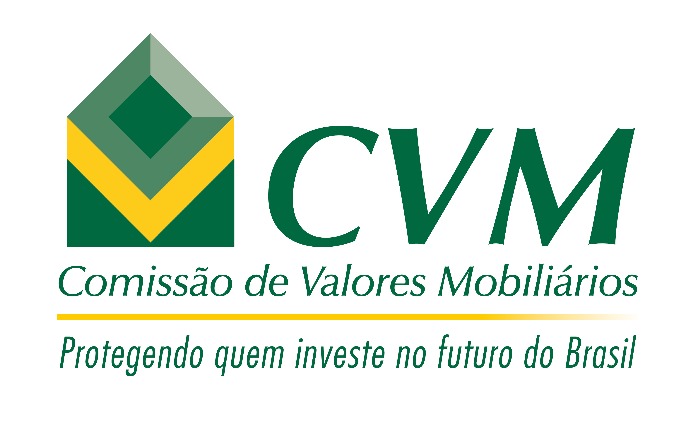 CVM
Comissão de Valores Mobiliários
Protegendo quem investe no futuro do Brasil